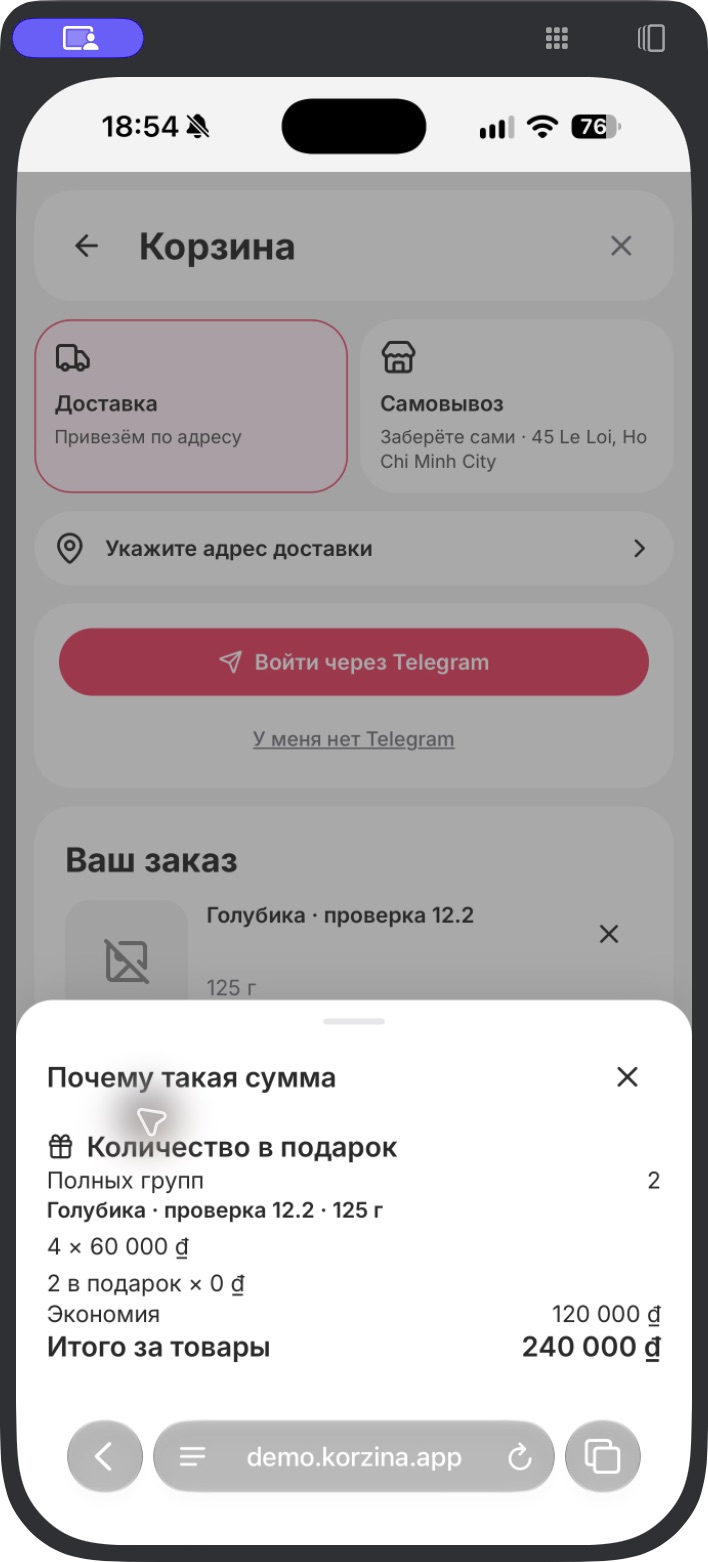 18:54
76
Корзина
Доставка
Привезём по адресу
Самовывоз
Заберёте сами · 45 Le Loi, Ho
Chi Minh City
Укажите адрес доставки
Войти через Telegram
У меня нет Telegram
Ваш заказ
Голубика · проверка 12.2
125 г
Почему такая сумма
Количество в подарок
Полных групп 2
Голубика · проверка 12.2 · 125 г
4 × 60 000 ₫
2 в подарок × 0 ₫
Экономия 120 000 ₫
Итого за товары 240 000 ₫
demo.korzina.app